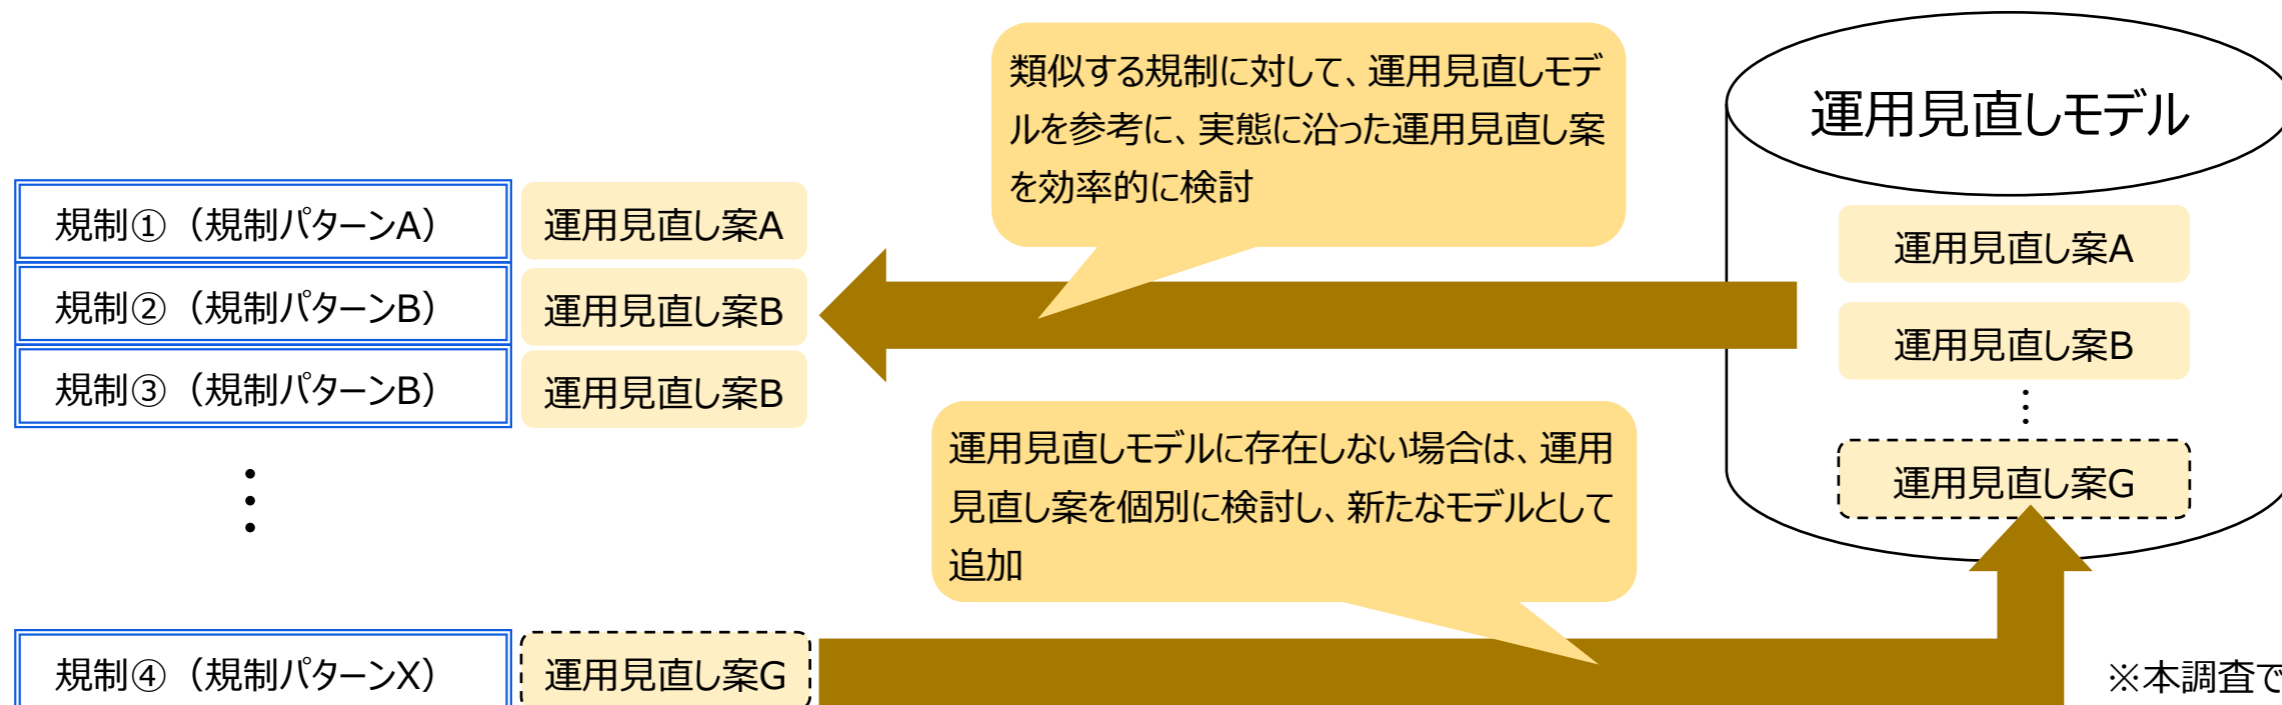 類似する規制に対して、運用見直しモデ
ルを参考に、実態に沿った運用見直し案
を効率的に検討
運用見直しモデル
規制①（規制パターンA）
運用見直し案A
規制②（規制パターンB）
運用見直し案B
規制③（規制パターンB）
運用見直し案B
運用見直し案A
運用見直し案B
運用見直し案G
運用見直しモデルに存在しない場合は、運用
見直し案を個別に検討し、新たなモデルとして
追加
規制④（規制パターンX）
運用見直し案G
※本調査で